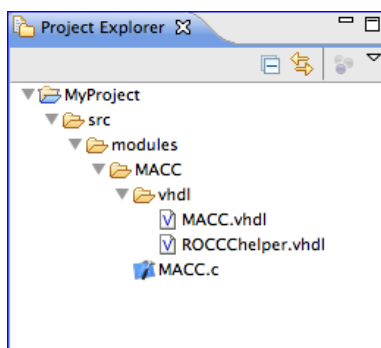 Project Explorer
MyProject
src
modules
MACC
vhdl
MACC.vhdl
ROCCChelper.vhdl
MACC.c